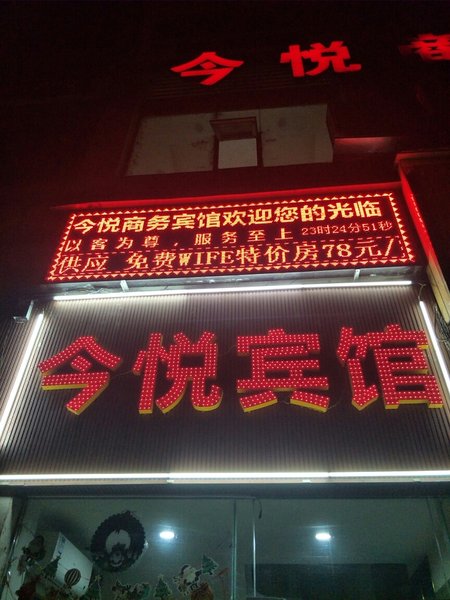 今悦
今悦商务宾馆欢迎您的光临
以客为尊，服务至上 23时24分51秒
供应 免费WIFE特价房78元/
今悦宾馆